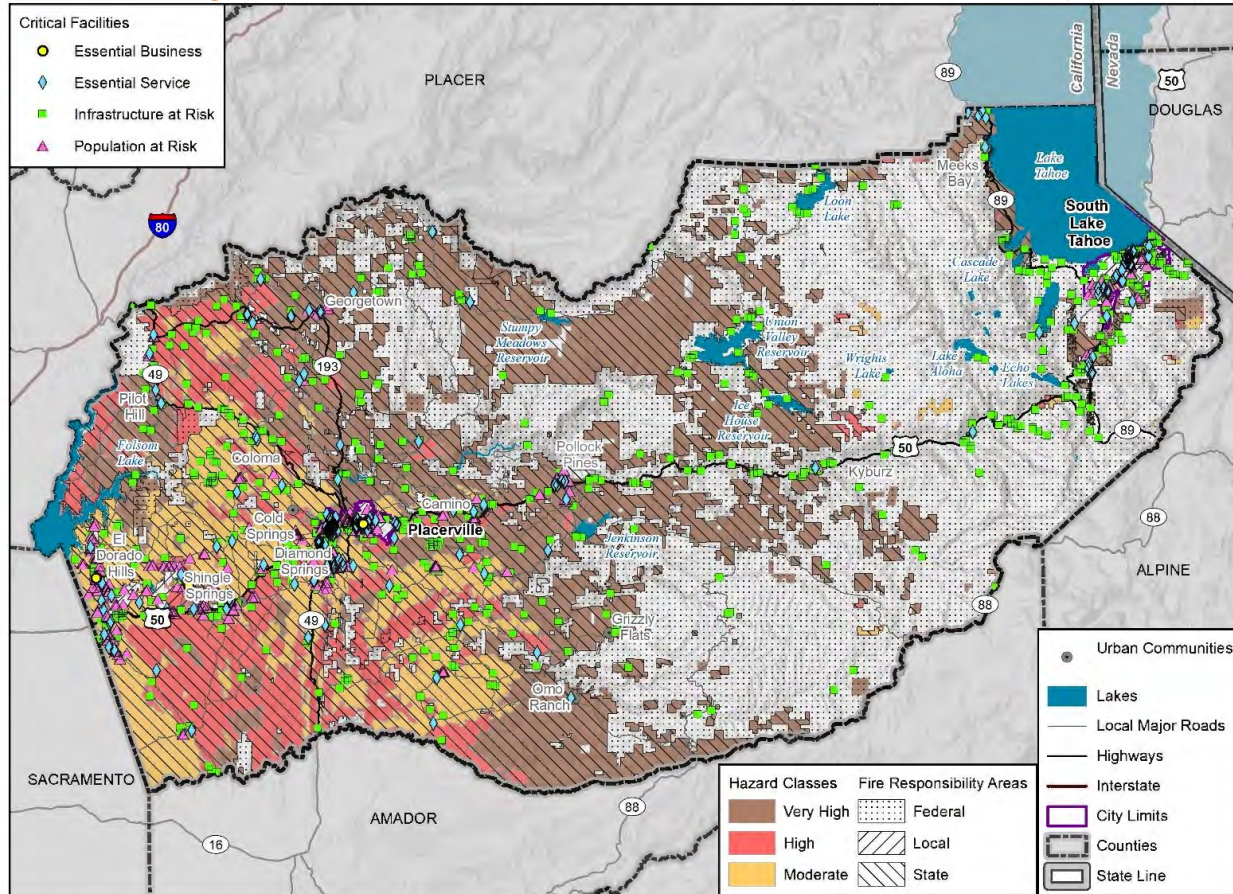 Critical Facilities
Essential Business
Essential Service
Infrastructure at Risk
Population at Risk
PLACER
89
California
Nevada
50
DOUGLAS
80
Meeks
Bay
Lake
Tahoe
89
South
Lake
Tahoe
Loon
Lake
Cascade
Lake
Georgetown
Stumpy
Meadows
Reservoir
Union
Valley
Reservoir
193
49
Wrights
Lake
Lake
Aloha
Echo
Lakes
Pilot
Hill
Ice
House
Reservoir
Folsom
Lake
Coloma
Pollock
Pines
50
89
Kyburz
Camino
Cold
Springs
Placerville
88
El
Dorado
Hills
Diamond
Springs
Jenkinson
Reservoir
Shingle
Springs
ALPINE
50
49
Grizzly
Flats
88
Omo
Ranch
SACRAMENTO
AMADOR
88
16
Hazard Classes
Very High
High
Moderate
Fire Responsibility Areas
Federal
Local
State
Urban Communities
Lakes
Local Major Roads
Highways
Interstate
City Limits
Counties
State Line